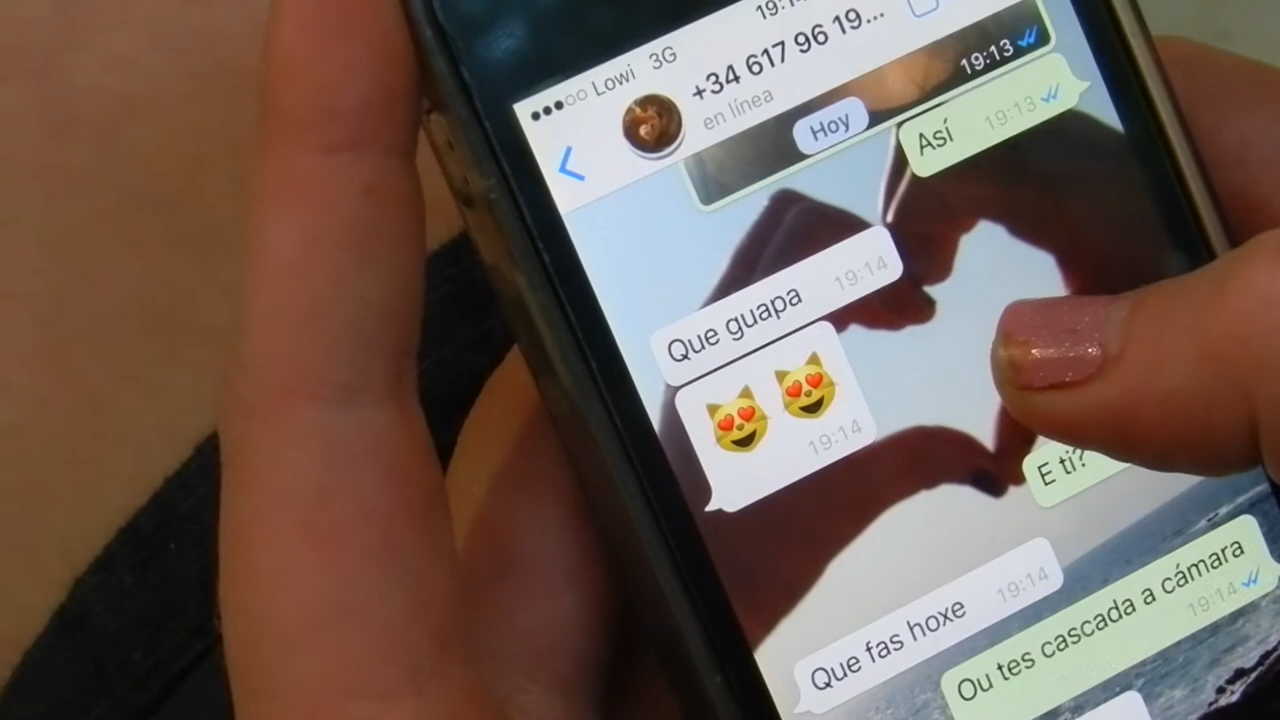 Lowi 3G
+34 617 96 19...
en línea
19:13
Hoy
Así 19:13
Que guapa 19:14
19:14
E ti?
Que fas hoxe 19:14
Ou tes cascada a cámara
19:14